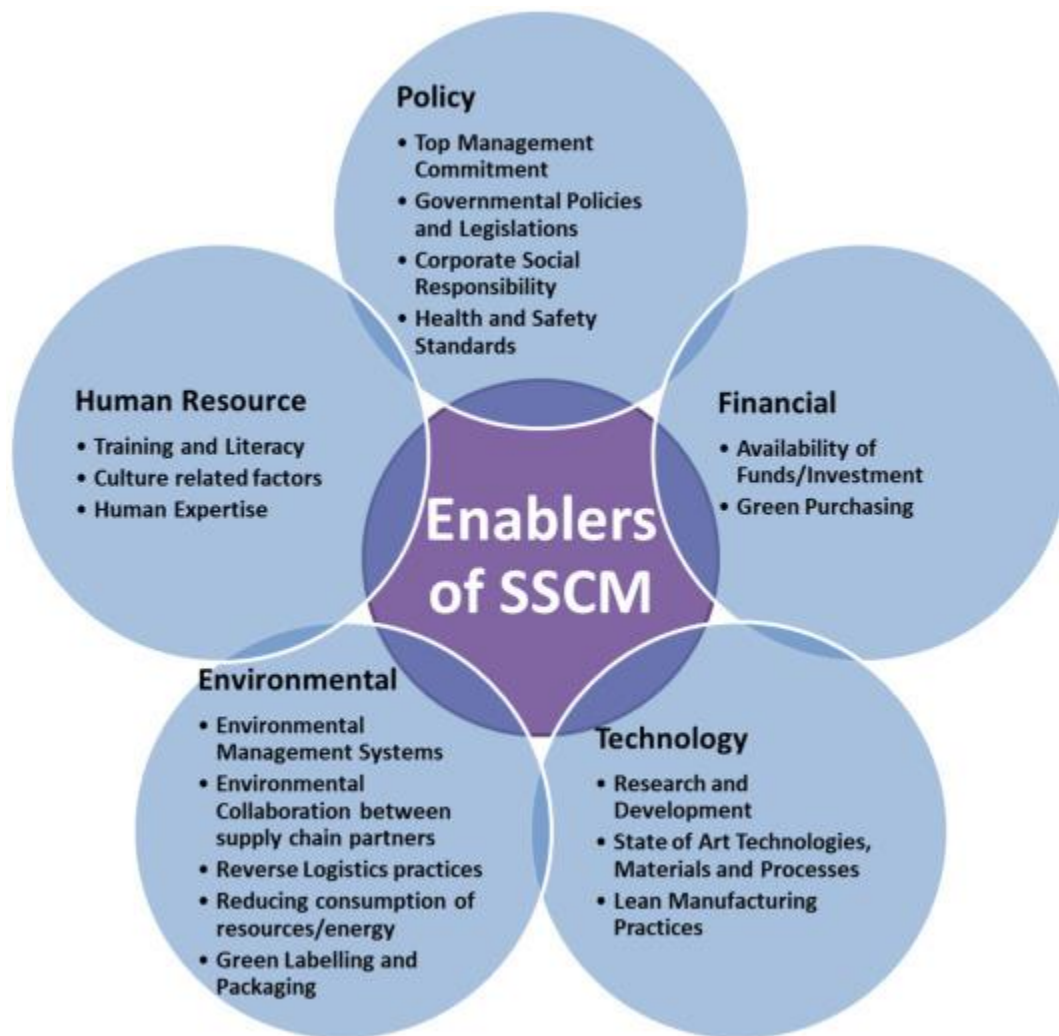 Policy
• Top Management
Commitment
• Governmental Policies
and Legislations
• Corporate Social
Responsibility
• Health and Safety
Standards
Human Resource
• Training and Literacy
• Culture related factors
• Human Expertise
Financial
• Availability of
Funds/Investment
• Green Purchasing
Enablers
of SSCM
Environmental
• Environmental
Management Systems
• Environmental
Collaboration between
supply chain partners
• Reverse Logistics practices
• Reducing consumption of
resources/energy
• Green Labelling and
Packaging
Technology
• Research and
Development
• State of Art Technologies,
Materials and Processes
• Lean Manufacturing
Practices